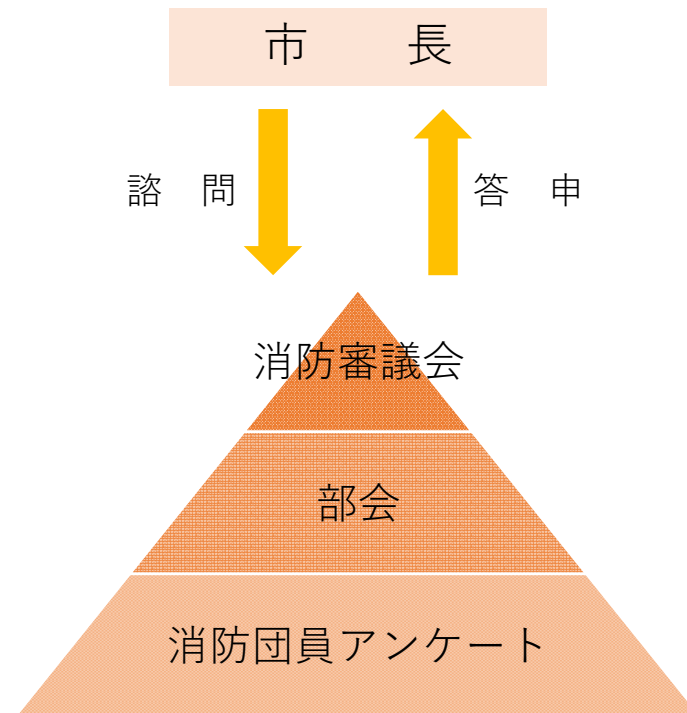 市　長
諮　問
答　申
消防審議会
部会
消防団員アンケート